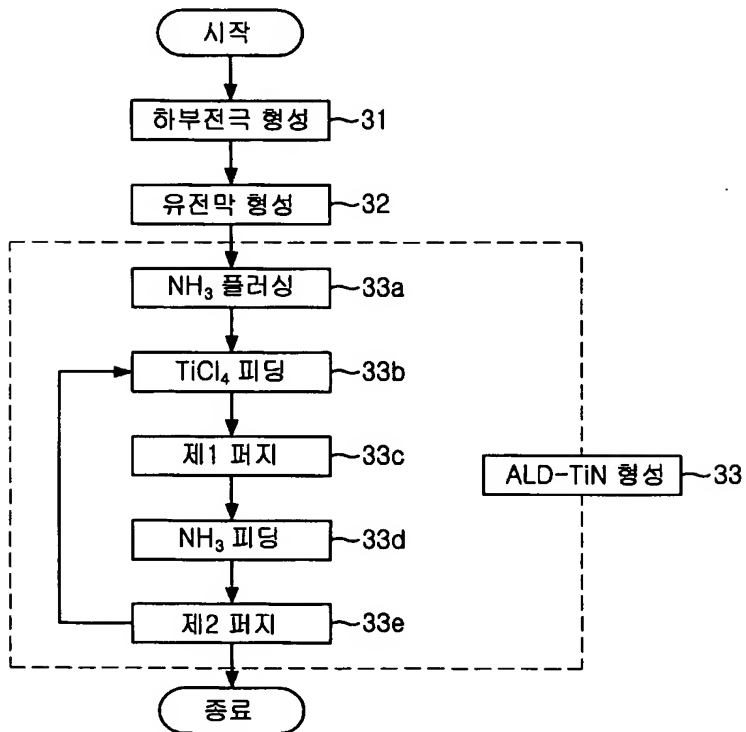 시작
하부전극 형성 ~31
유전막 형성 ~32
NH₃ 플러싱 ~33a
TiCl₄ 피딩 ~33b
제1 퍼지 ~33c
ALD-TiN 형성 ~33
NH₃ 피딩 ~33d
제2 퍼지 ~33e
종료